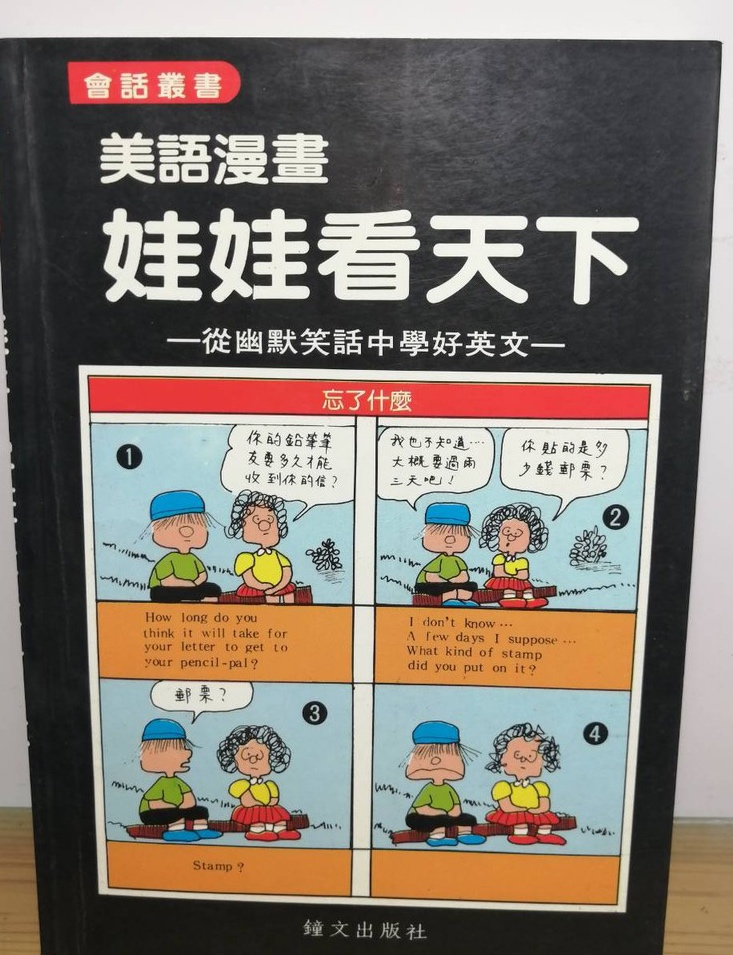 會話叢書
美語漫畫
娃娃看天下
—從幽默笑話中學好英文—
忘了什麼
1
你的鉛筆筆
友要多久才能
收到你的信?
How long do you
think it will take for
your letter to get to
your pencil-pal?
2
我也不知道…
大概要過兩
三天吧!
你貼的是多
少錢郵票?
I don't know…
A few days I suppose…
What kind of stamp
did you put on it?
3
郵票?
Stamp?
4
鐘文出版社